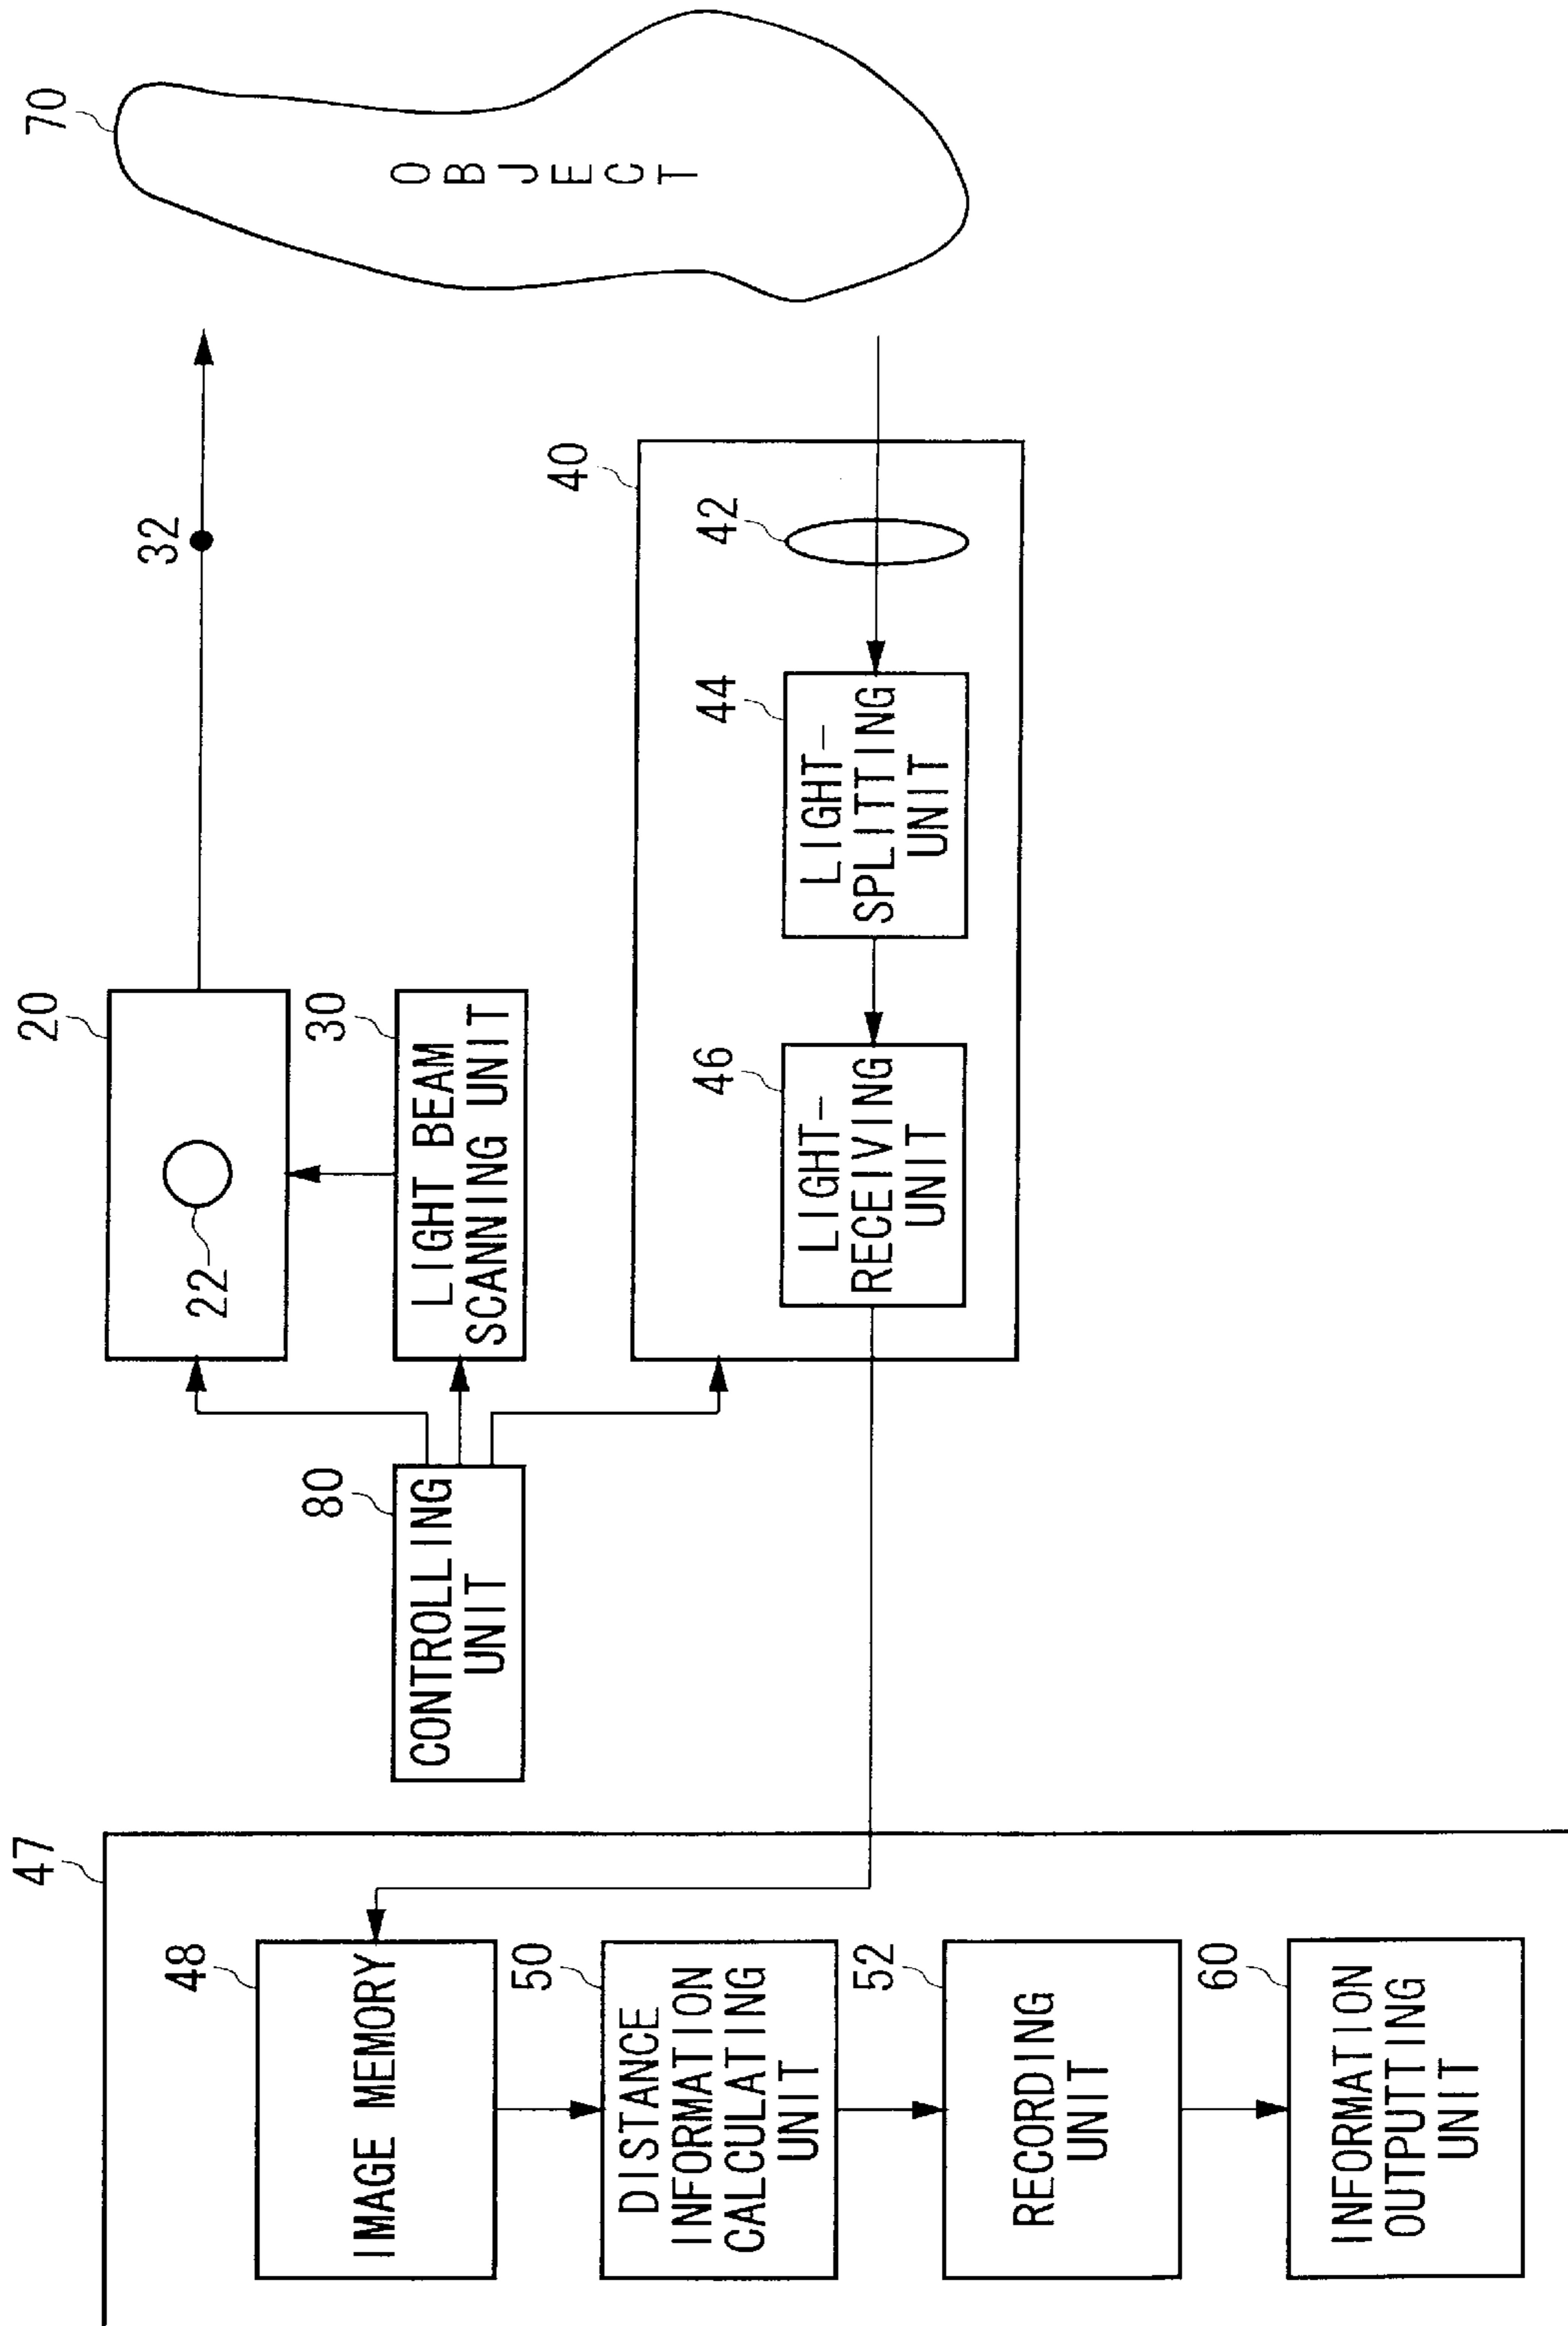 47
48
IMAGE MEMORY
50
DISTANCE
INFORMATION
CALCULATING
UNIT
52
RECORDING
UNIT
60
INFORMATION
OUTPUTTING
UNIT
80
CONTROLLING
UNIT
20
22
30
LIGHT BEAM
SCANNING UNIT
32
40
46
LIGHT-
RECEIVING
UNIT
44
LIGHT-
SPLITTING
UNIT
42
70
OBJECT